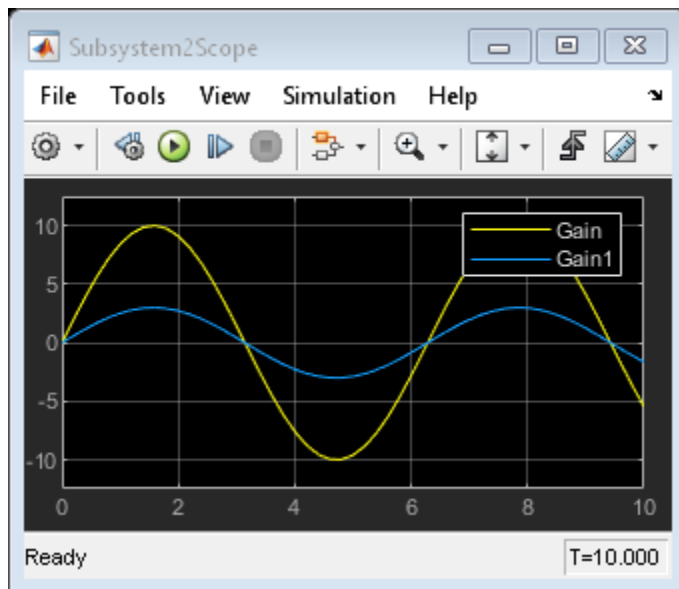 Subsystem2Scope
File Tools View Simulation Help
Gain
Gain1
10
5
0
-5
-10
0 2 4 6 8 10
Ready T=10.000